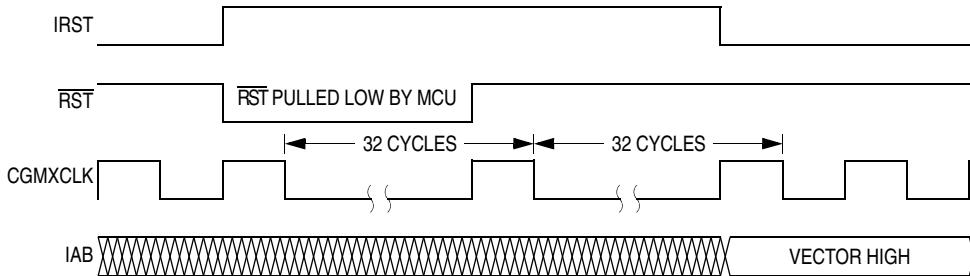 IRST
RST
RST PULLED LOW BY MCU
32 CYCLES
32 CYCLES
CGMXCLK
IAB
VECTOR HIGH